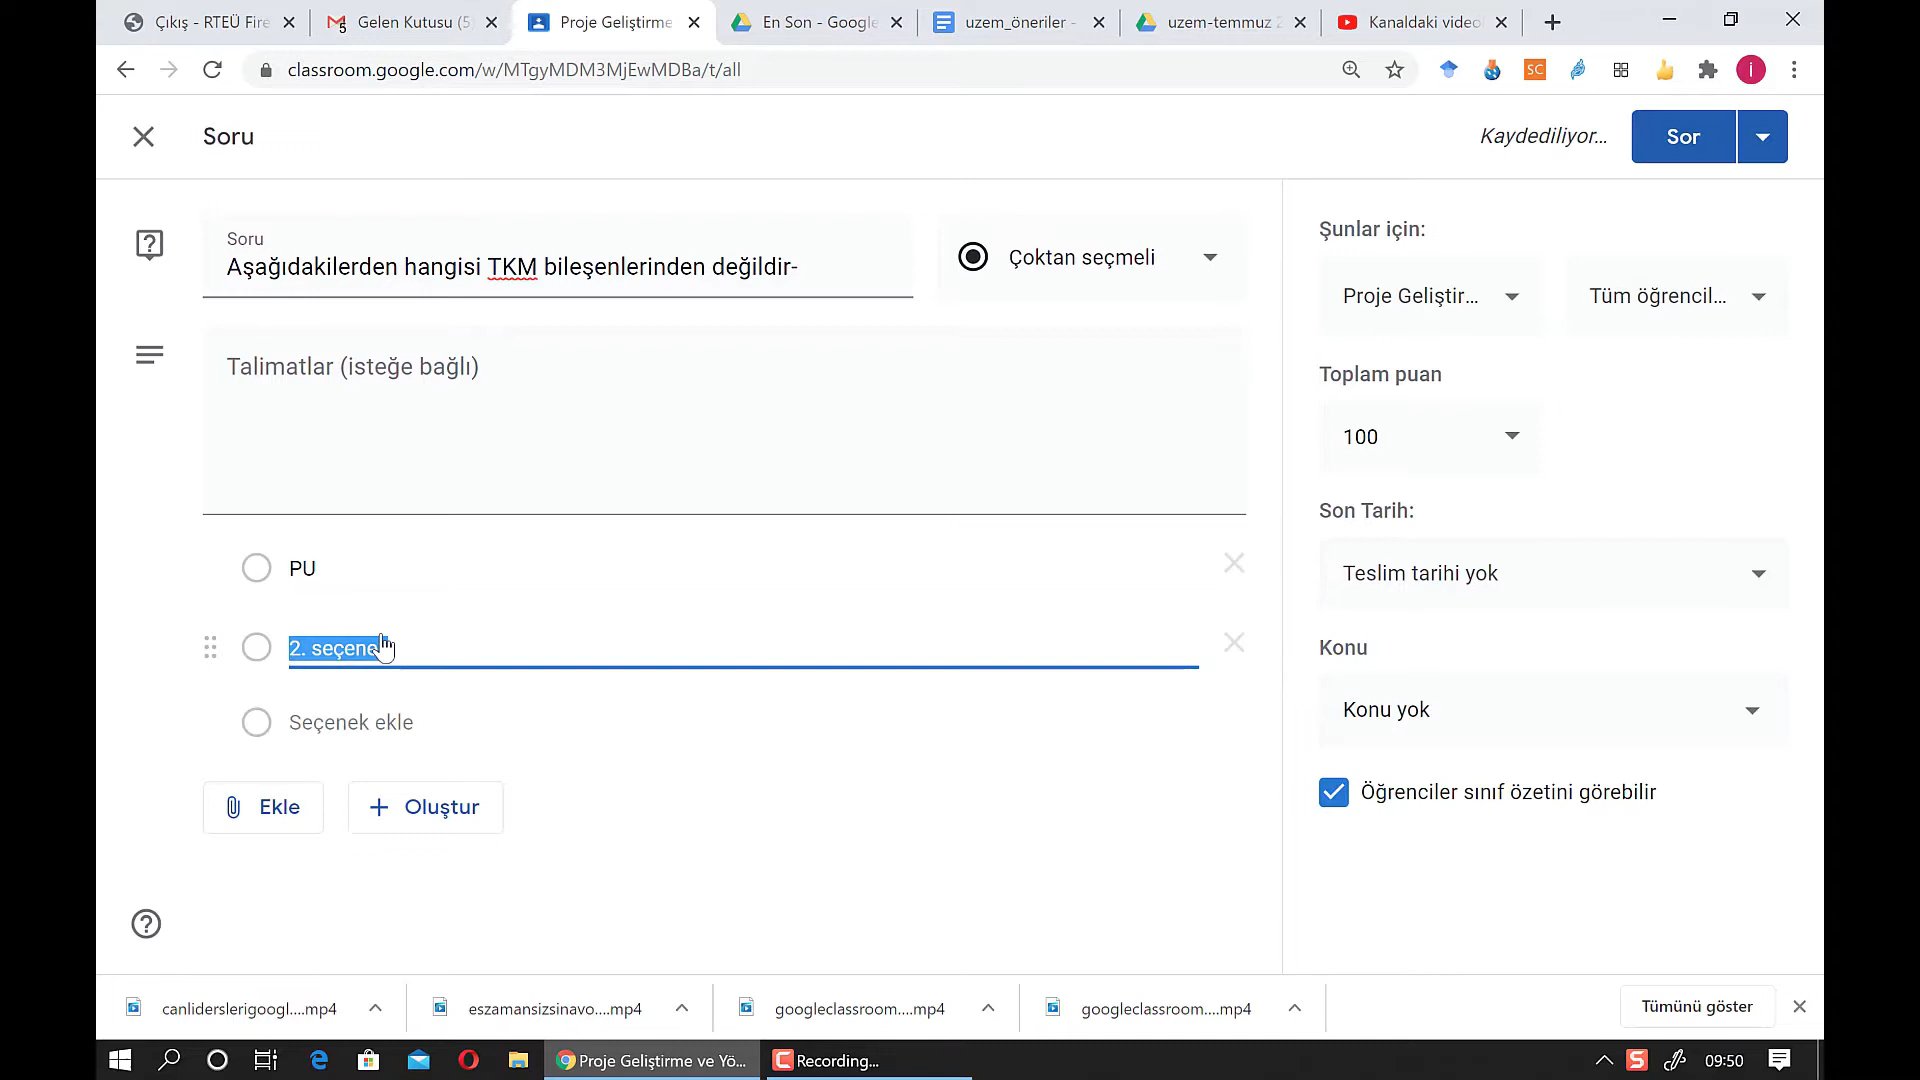 Çıkış - RTEÜ Fire
Gelen Kutusu (5
Proje Geliştirme
En Son - Google
uzem_öneriler -
uzem-temmuz 2
Kanaldaki video
classroom.google.com/w/MTgyMDM3MjEwMDBa/t/all
SC
i
Soru
Kaydediliyor...
Sor
Soru
Aşağıdakilerden hangisi TKM bileşenlerinden değildir-
Çoktan seçmeli
Talimatlar (isteğe bağlı)
PU
2. seçene
Seçenek ekle
Ekle
Oluştur
Şunlar için:
Proje Geliştir...
Tüm öğrencil...
Toplam puan
100
Son Tarih:
Teslim tarihi yok
Konu
Konu yok
Öğrenciler sınıf özetini görebilir
canliderslerigoogl....mp4
eszamansizsinavo....mp4
googleclassroom....mp4
googleclassroom....mp4
Tümünü göster
Proje Geliştirme ve Yö...
Recording...
09:50